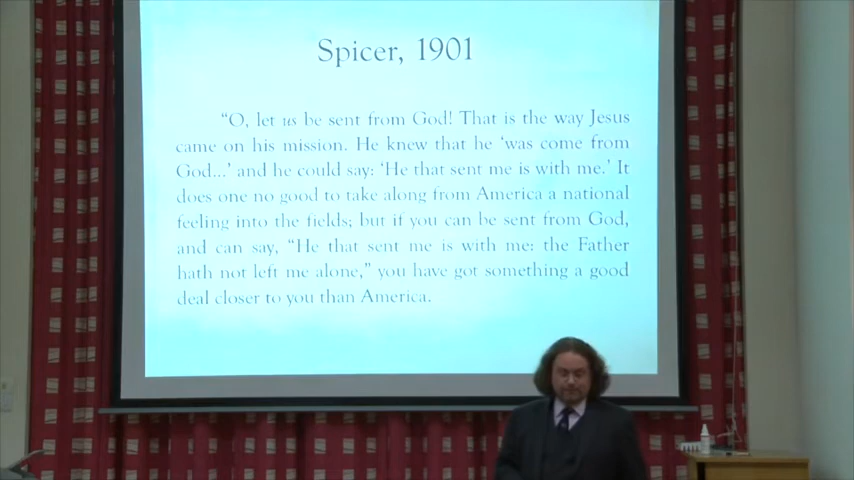 Spicer, 1901
“O, let us be sent from God! That is the way Jesus
came on his mission. He knew that he ‘was come from
God...’ and he could say: ‘He that sent me is with me.’ It
does one no good to take along from America a national
feeling into the fields; but if you can be sent from God,
and can say, “He that sent me is with me: the Father
hath not left me alone,” you have got something a good
deal closer to you than America.